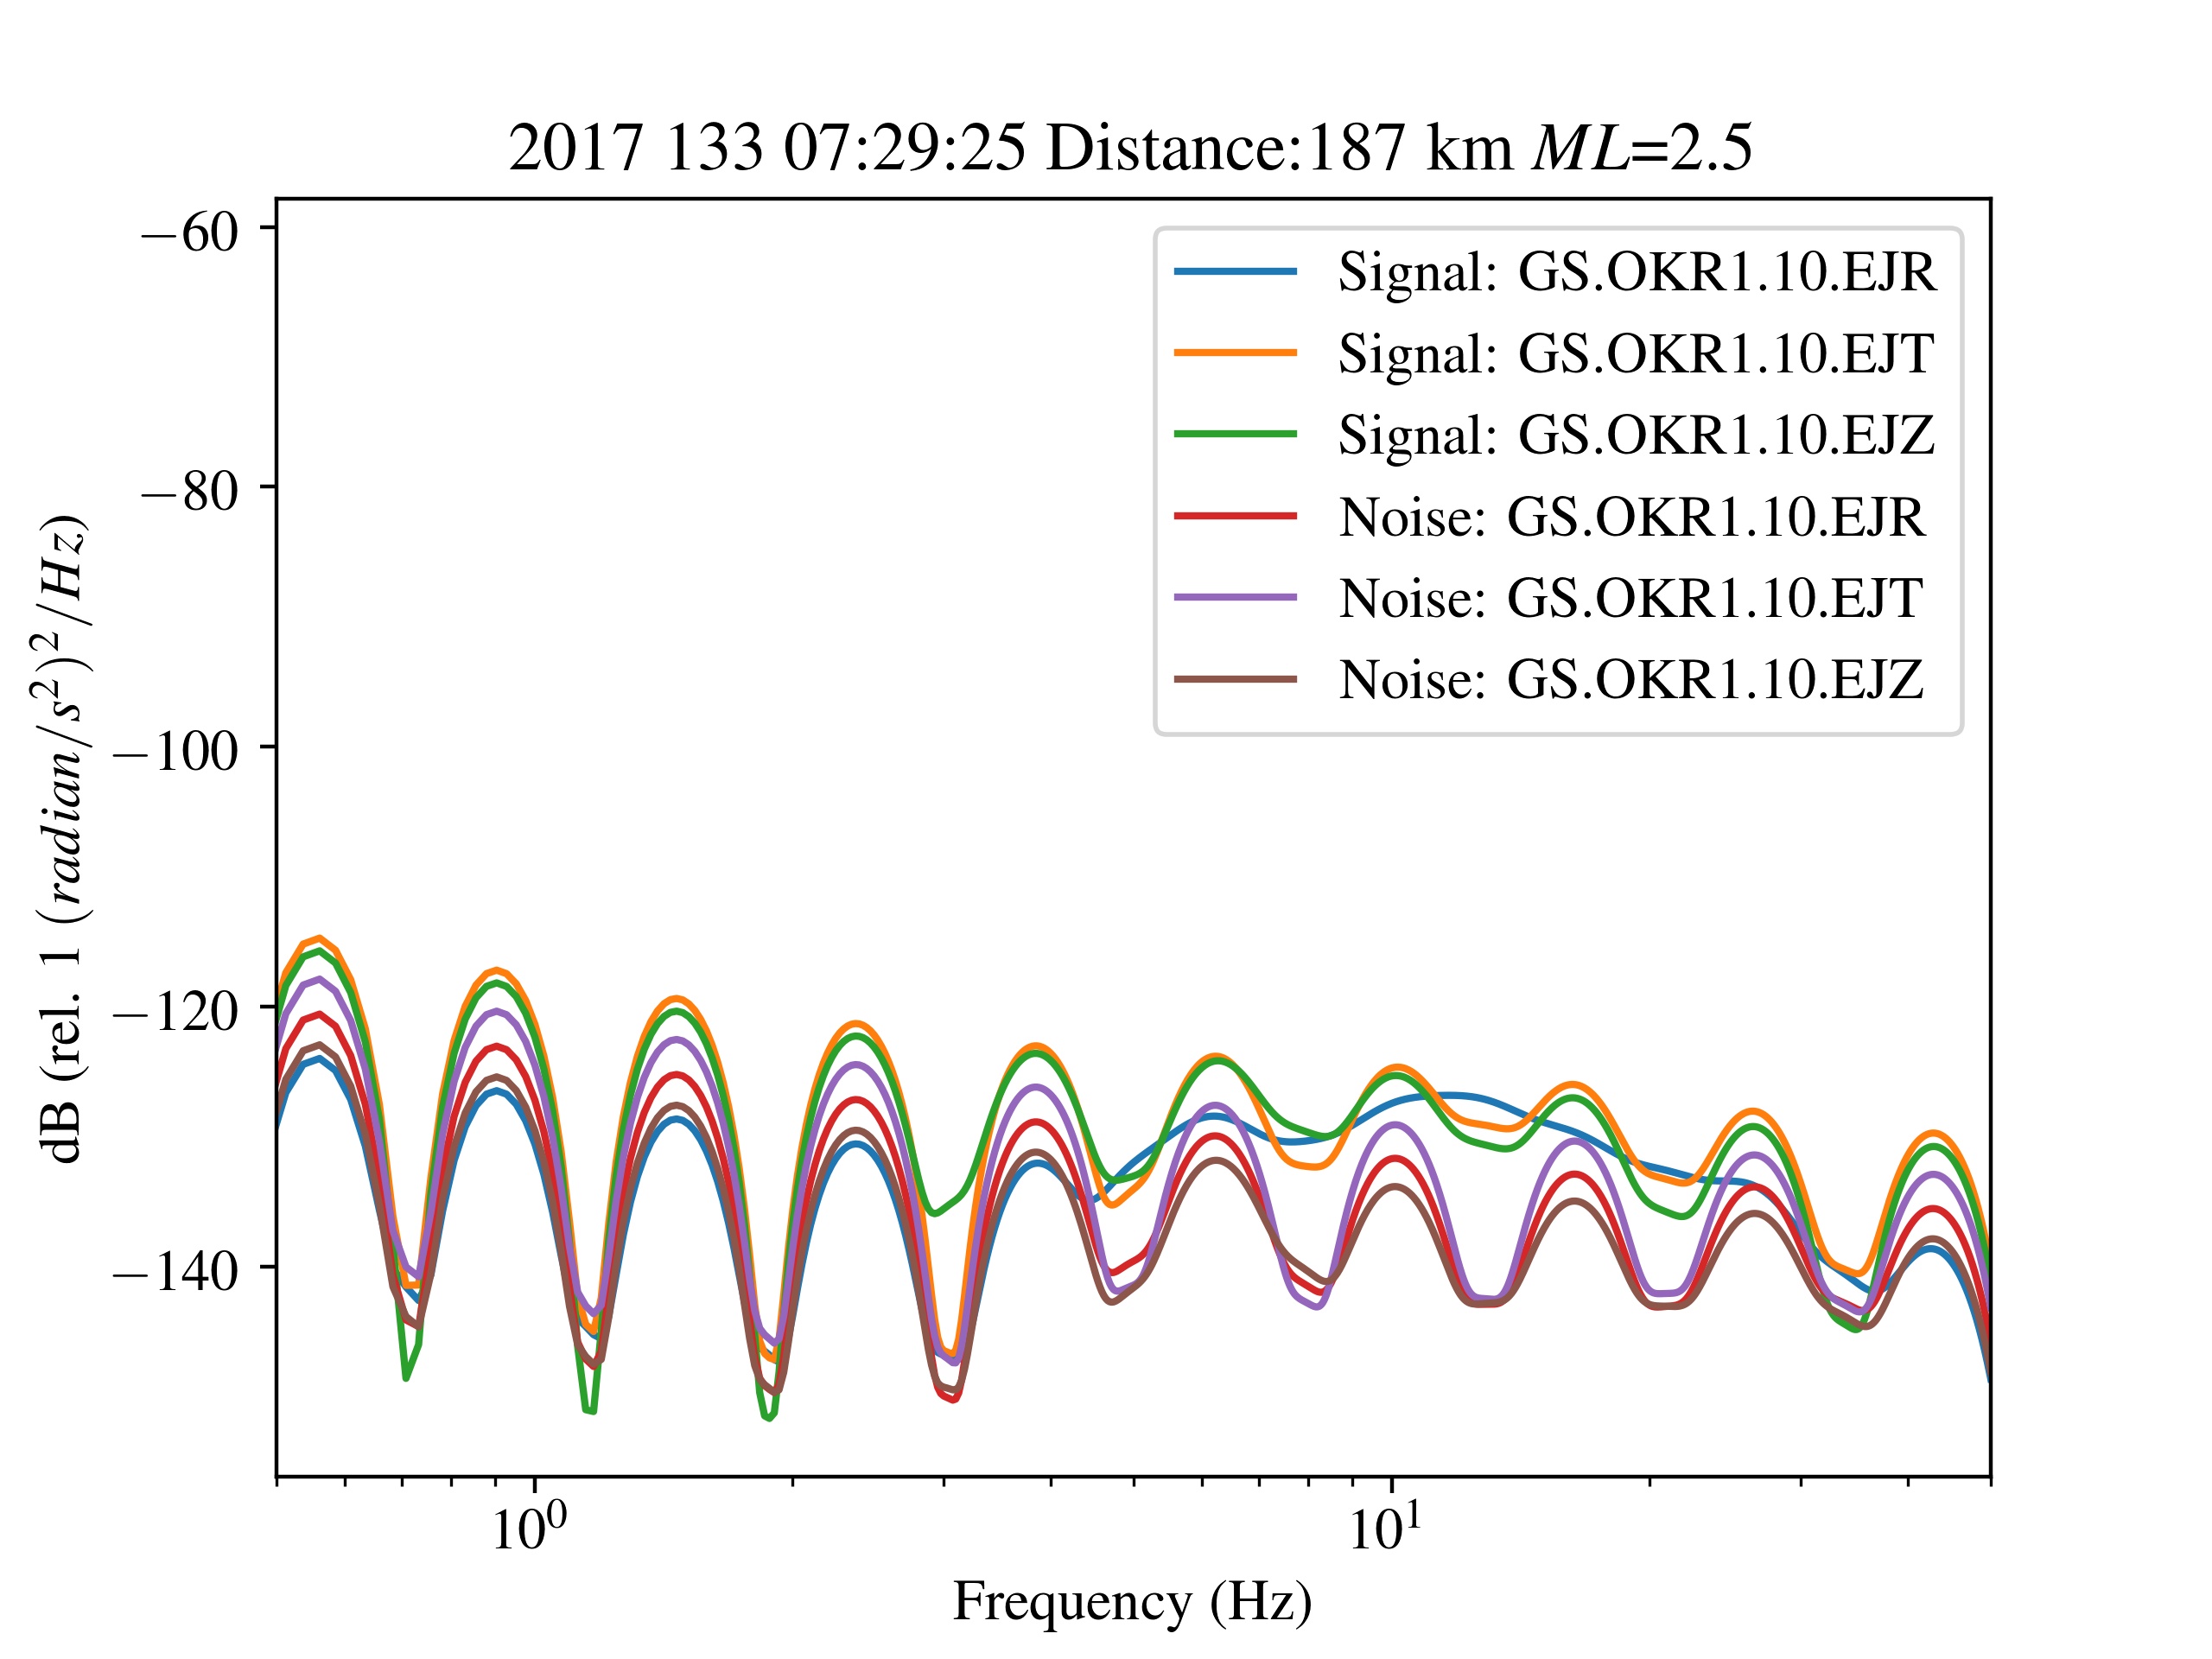 2017 133 07:29:25 Distance:187 km ML=2.5
dB (rel. 1 (radian/s²)²/Hz)
−60
−80
−100
−120
−140
Signal: GS.OKR1.10.EJR
Signal: GS.OKR1.10.EJT
Signal: GS.OKR1.10.EJZ
Noise: GS.OKR1.10.EJR
Noise: GS.OKR1.10.EJT
Noise: GS.OKR1.10.EJZ
10⁰ 10¹
Frequency (Hz)